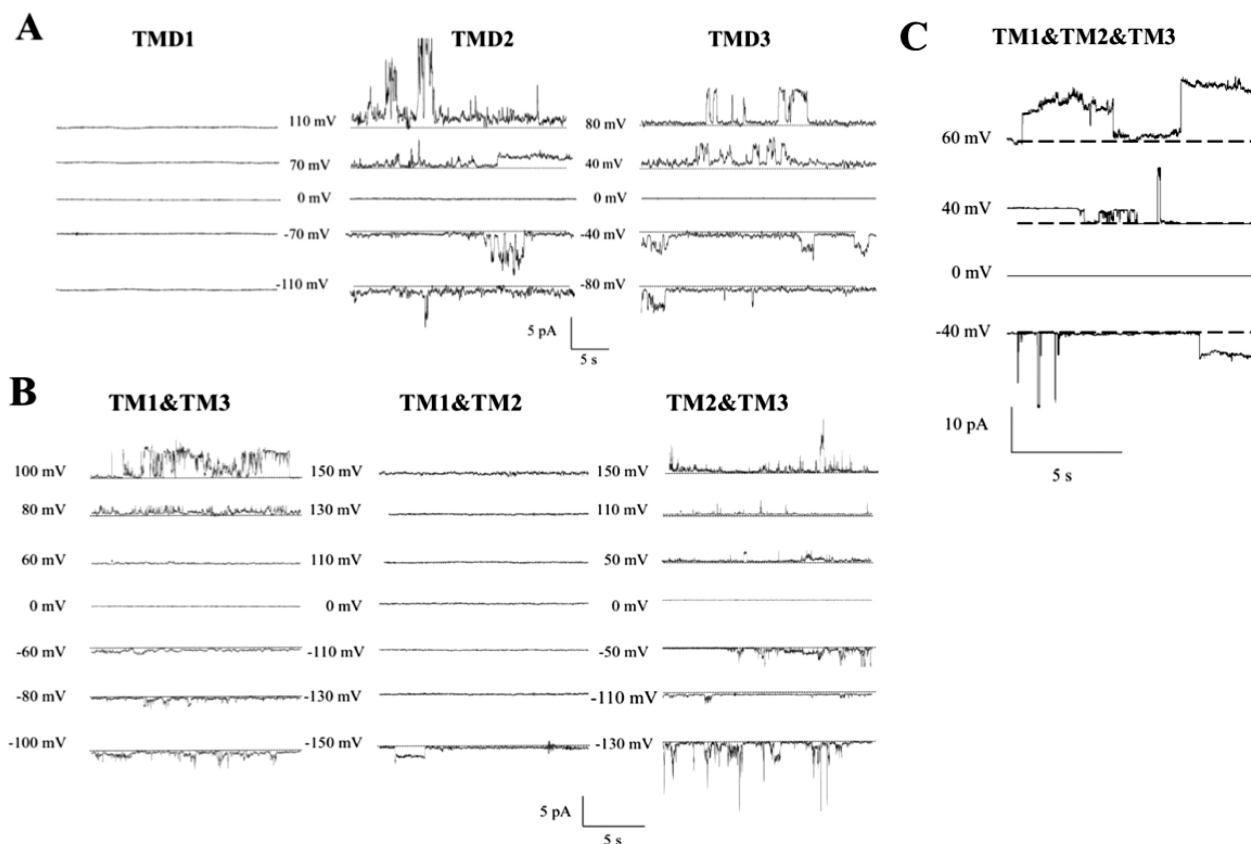 A
TMD1
TMD2
TMD3
110 mV
70 mV
0 mV
-70 mV
-110 mV
80 mV
40 mV
0 mV
-40 mV
-80 mV
5 pA
5 s
B
TM1&TM3
TM1&TM2
TM2&TM3
100 mV
80 mV
60 mV
0 mV
-60 mV
-80 mV
-100 mV
150 mV
130 mV
110 mV
0 mV
-110 mV
-130 mV
-150 mV
150 mV
110 mV
50 mV
0 mV
-50 mV
-110 mV
-130 mV
5 pA
5 s
C
TM1&TM2&TM3
60 mV
40 mV
0 mV
-40 mV
10 pA
5 s